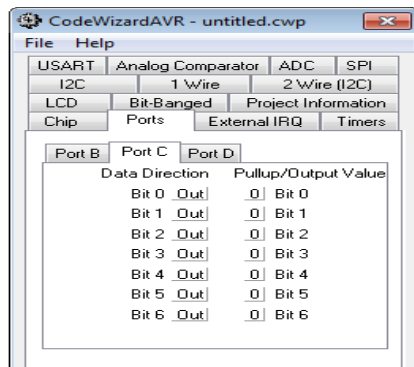 CodeWizardAVR - untitled.cwp
File Help
USART Analog Comparator ADC SPI
I2C 1 Wire 2 Wire (I2C)
LCD Bit-Banged Project Information
Chip Ports External IRQ Timers
Port B Port C Port D
Data Direction Pullup/Output Value
Bit 0 Out 0 Bit 0
Bit 1 Out 0 Bit 1
Bit 2 Out 0 Bit 2
Bit 3 Out 0 Bit 3
Bit 4 Out 0 Bit 4
Bit 5 Out 0 Bit 5
Bit 6 Out 0 Bit 6